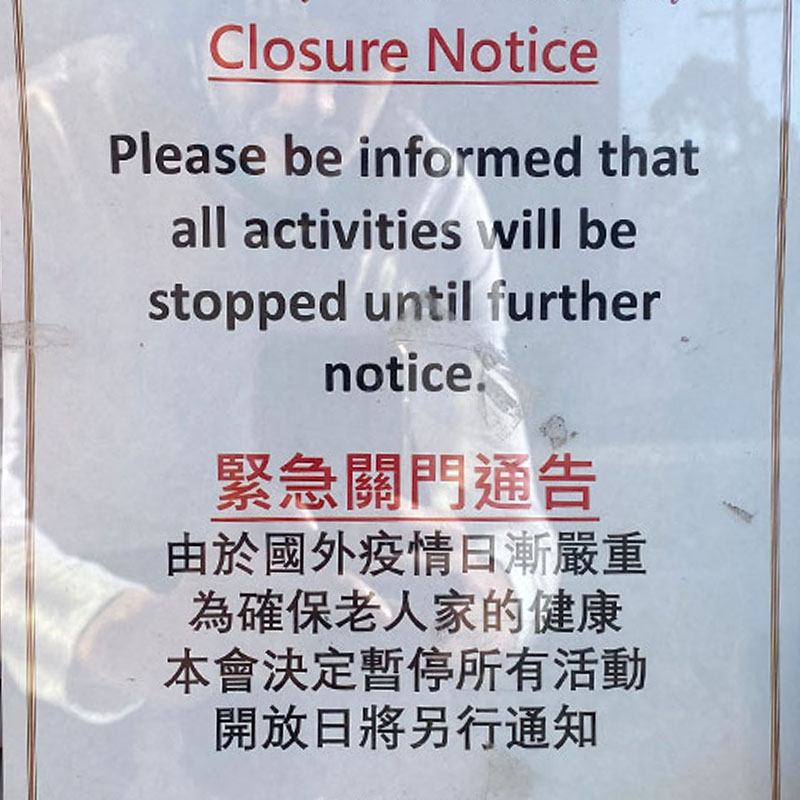 Closure Notice
Please be informed that
all activities will be
stopped until further
notice.
緊急關門通告
由於國外疫情日漸嚴重
為確保老人家的健康
本會決定暫停所有活動
開放日將另行通知